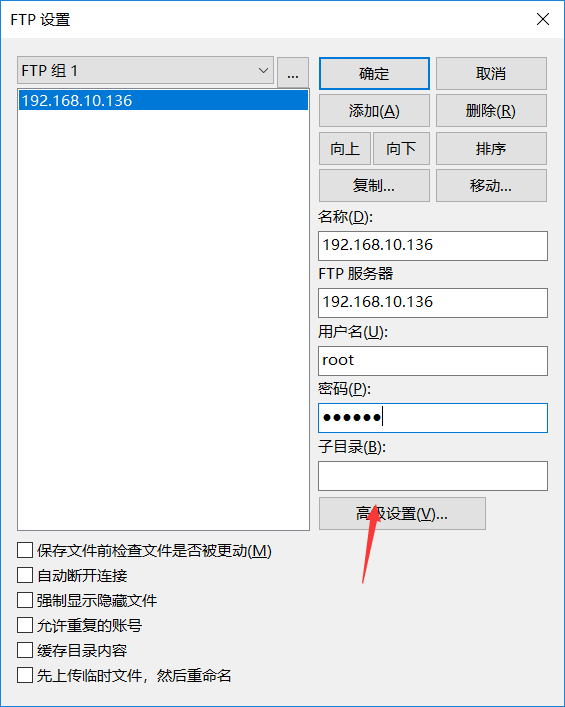 FTP 设置
FTP 组 1
...
确定
取消
192.168.10.136
添加(A)
删除(R)
向上
向下
排序
复制...
移动...
名称(D):
192.168.10.136
FTP 服务器
192.168.10.136
用户名(U):
root
密码(P):
●●●●●●
子目录(B):
高级设置(V)...
保存文件前检查文件是否被更动(M)
自动断开连接
强制显示隐藏文件
允许重复的账号
缓存目录内容
先上传临时文件，然后重命名